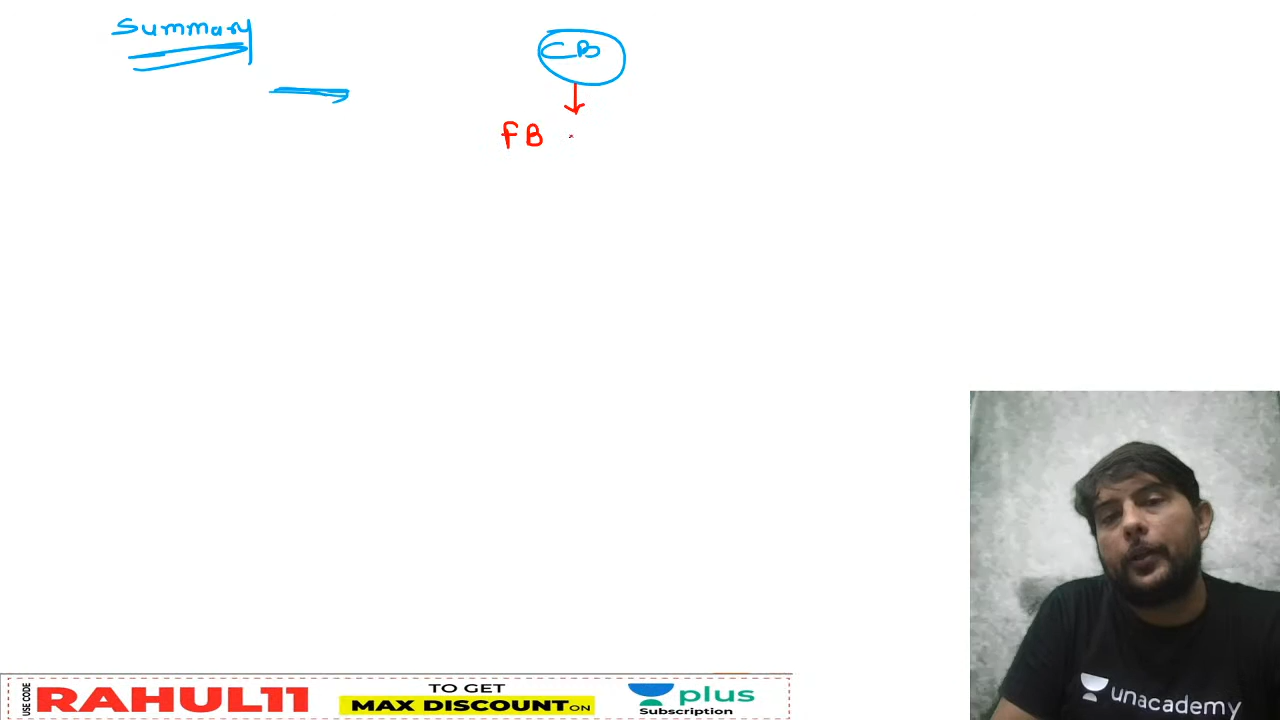 Summary
CB
FB
USE CODE
RAHUL11
TO GET
MAX DISCOUNT ON
plus
Subscription
unacademy